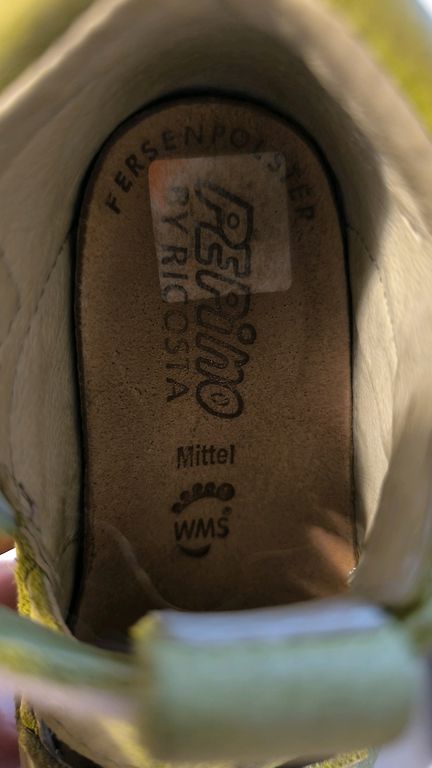 FERSENPOLSTER
PEPiNO
BY RICOSTA
Mittel
WMS®